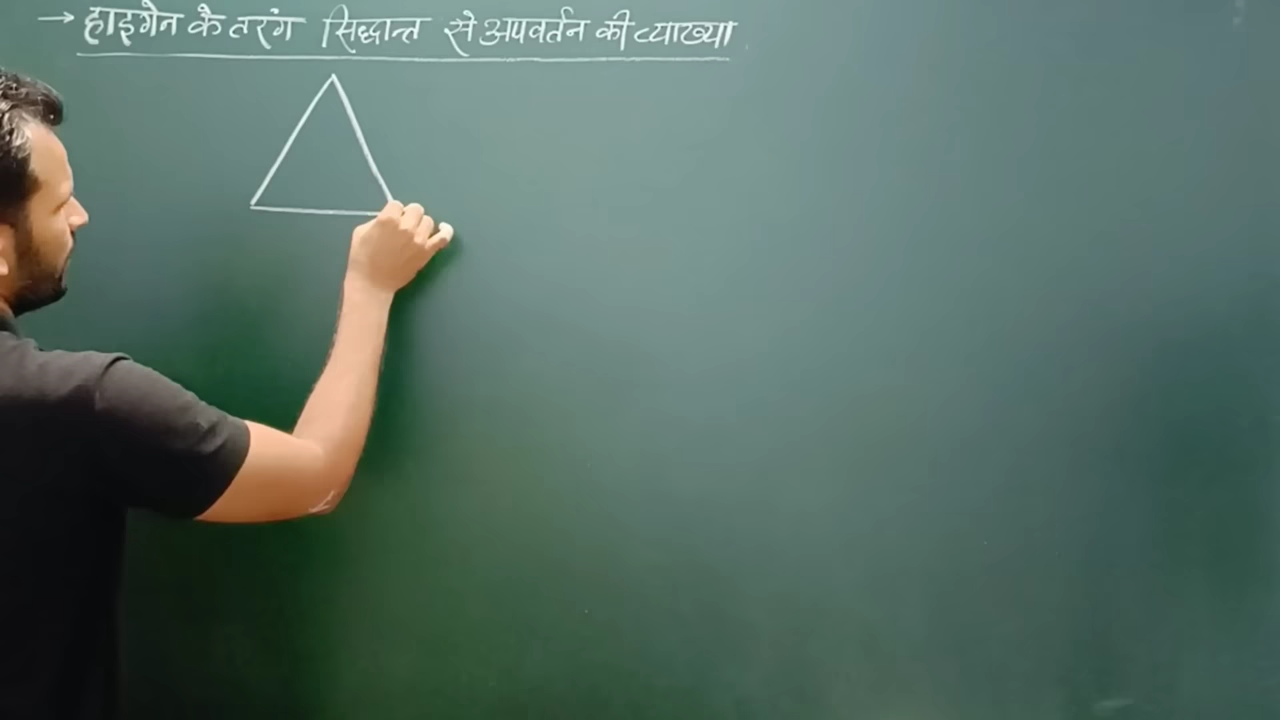 → हाइगेन के तरंग सिद्धान्त से अपवर्तन की व्याख्या